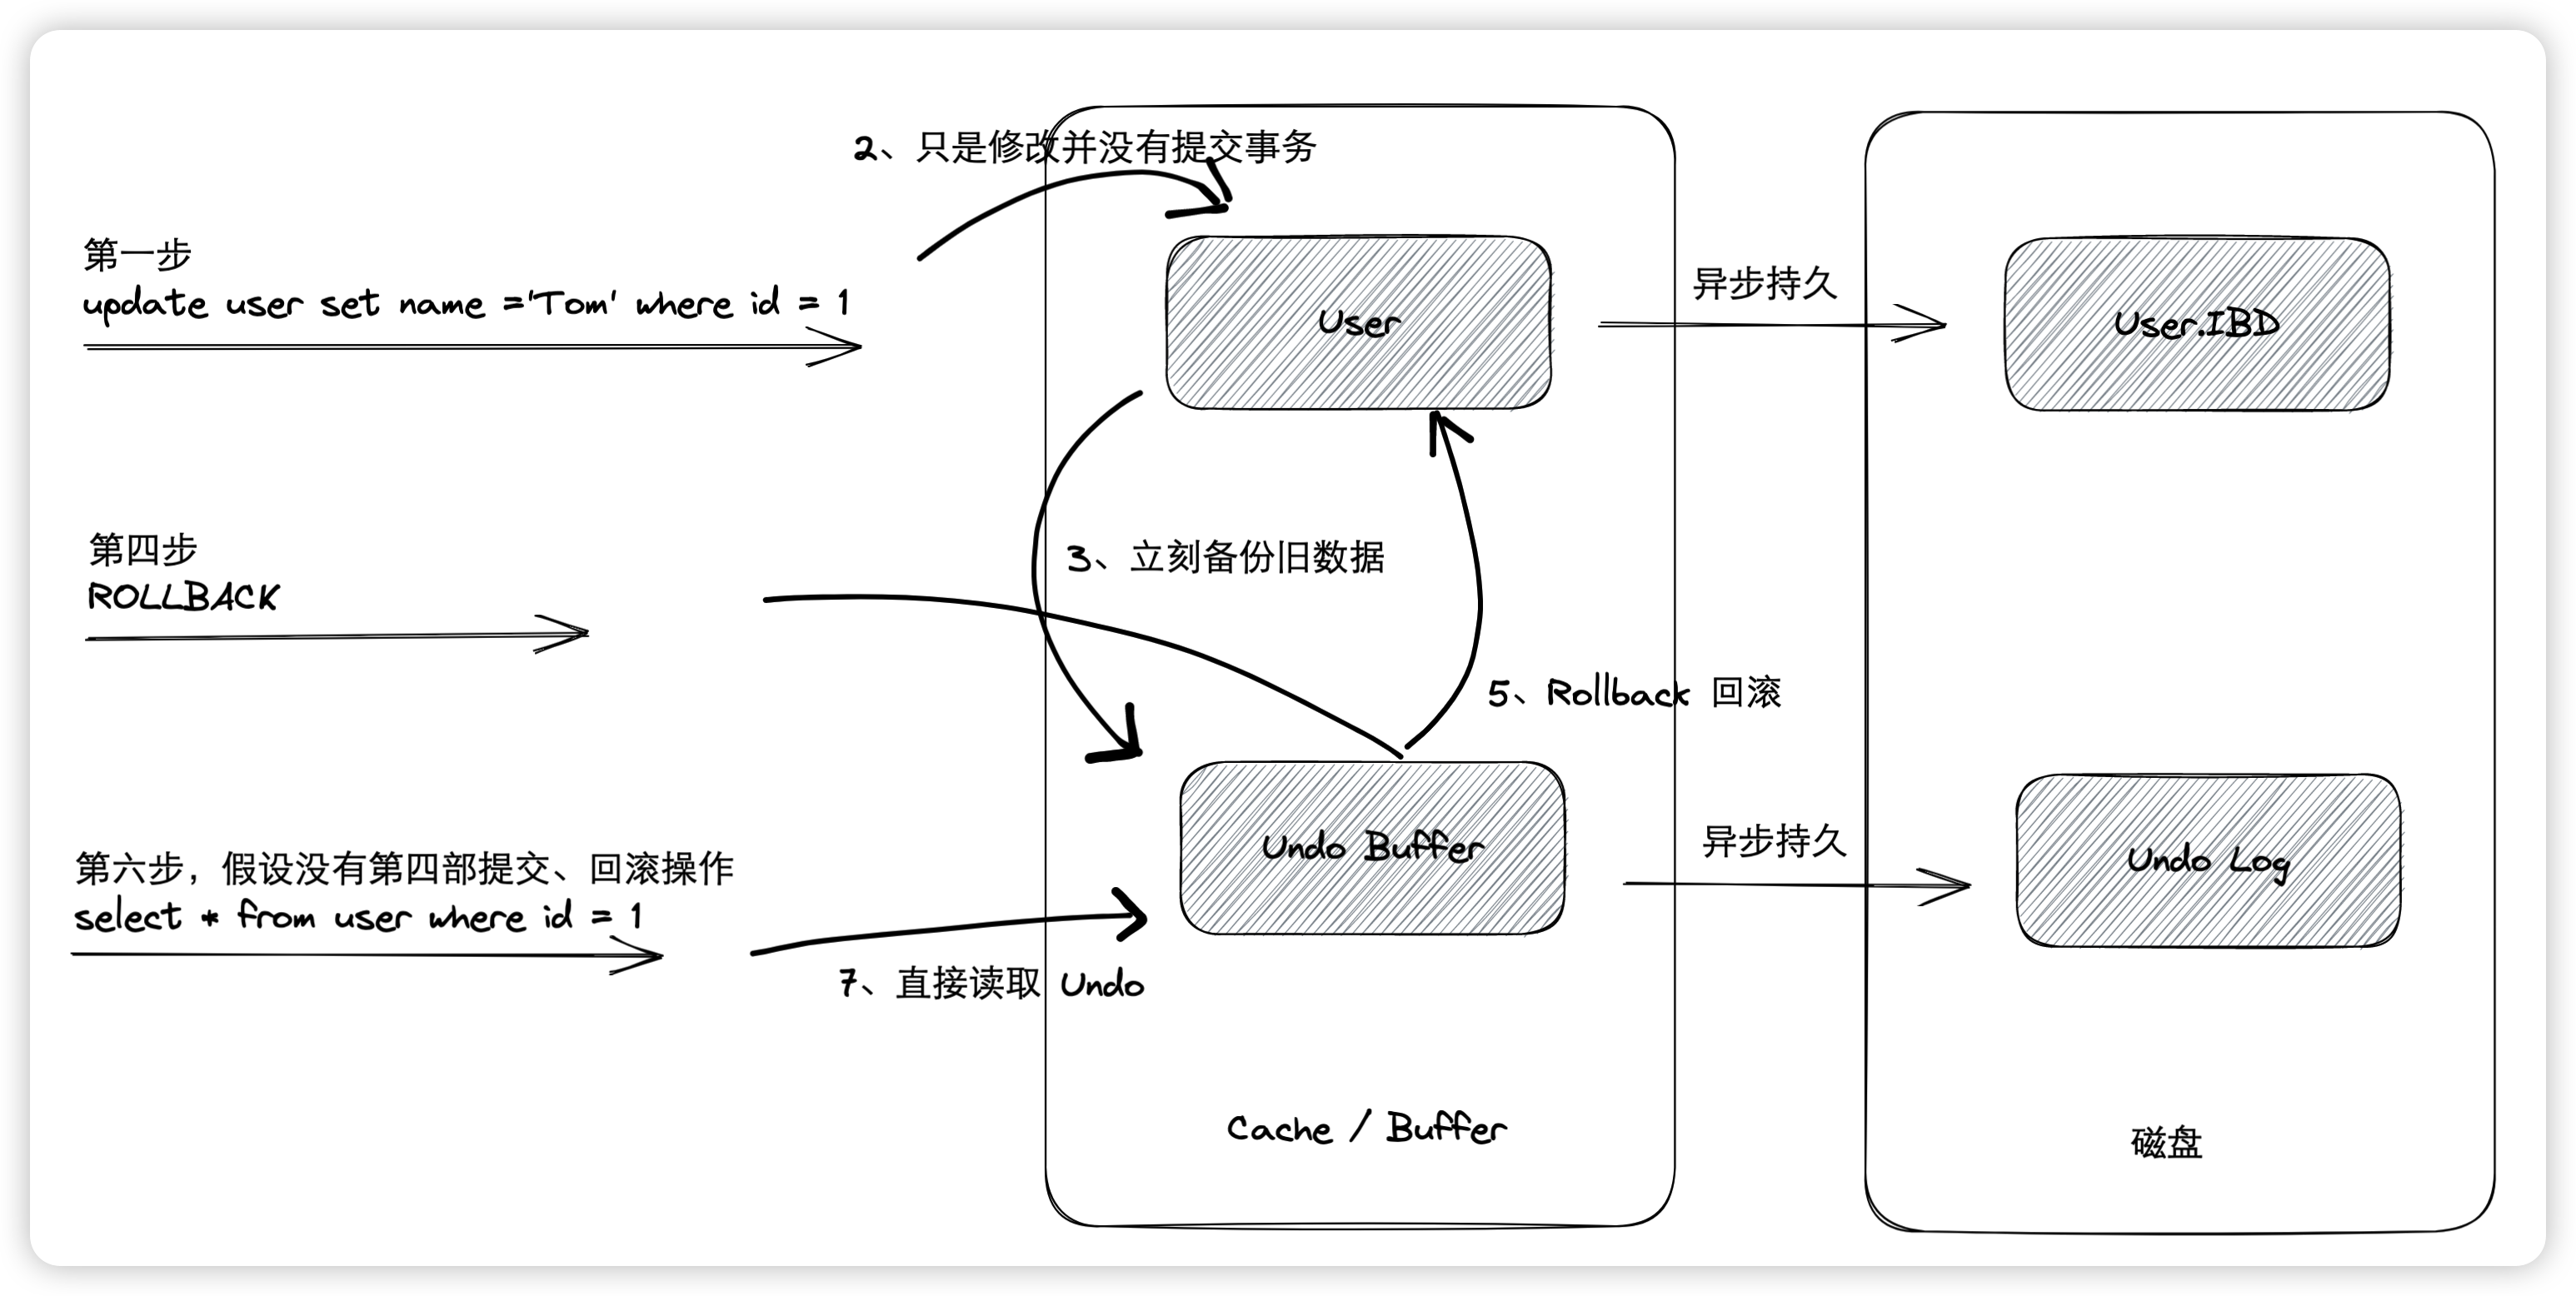 2、只是修改并没有提交事务
第一步
update user set name ='Tom' where id = 1
User
异步持久
User.IBD
第四步
ROLLBACK
3、立刻备份旧数据
5、Rollback 回滚
第六步，假设没有第四部提交、回滚操作
select * from user where id = 1
7、直接读取 Undo
Undo Buffer
异步持久
Undo Log
Cache / Buffer
磁盘